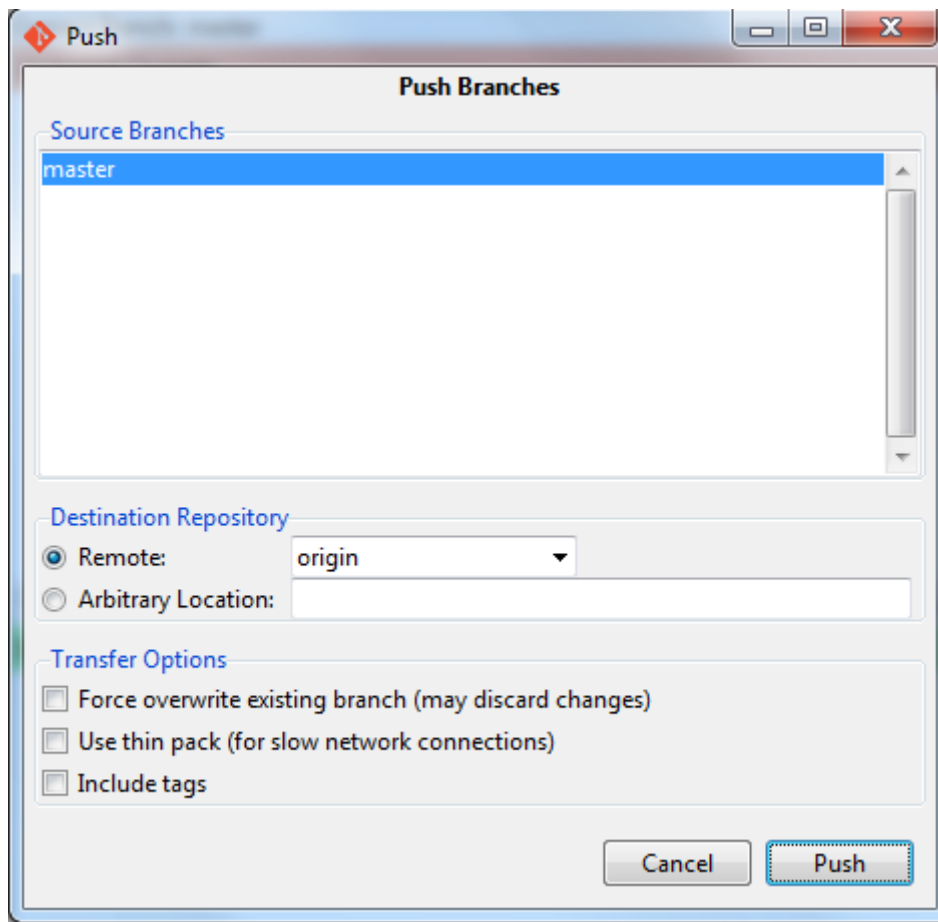 Push
Push Branches
Source Branches
master
Destination Repository
Remote: origin
Arbitrary Location:
Transfer Options
Force overwrite existing branch (may discard changes)
Use thin pack (for slow network connections)
Include tags
Cancel Push